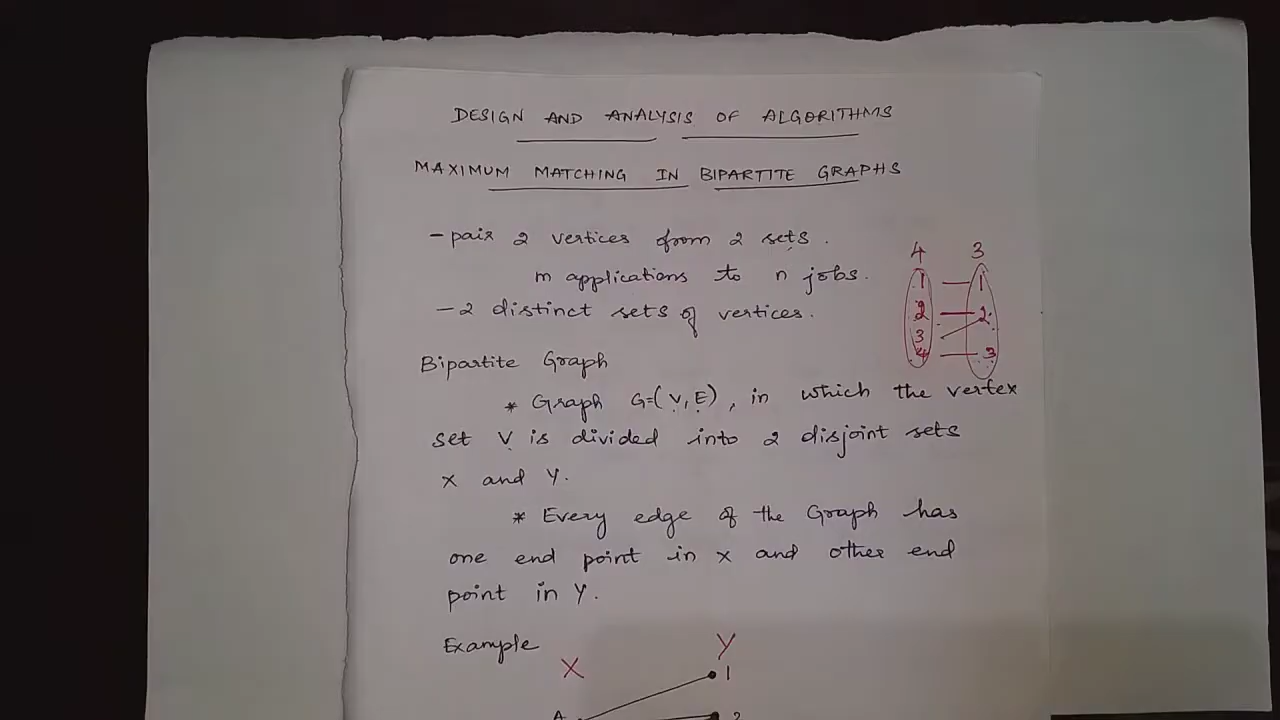 DESIGN AND ANALYSIS OF ALGORITHMS
MAXIMUM MATCHING IN BIPARTITE GRAPHS
- pair 2 vertices from 2 sets.
m applications to n jobs.
- 2 distinct sets of vertices.
4 3
1 1
2 2
3
4 3
Bipartite Graph
* Graph G=(V,E), in which the vertex
set V is divided into 2 disjoint sets
X and Y.
* Every edge of the Graph has
one end point in X and other end
point in Y.
Example
X Y
1
A 2